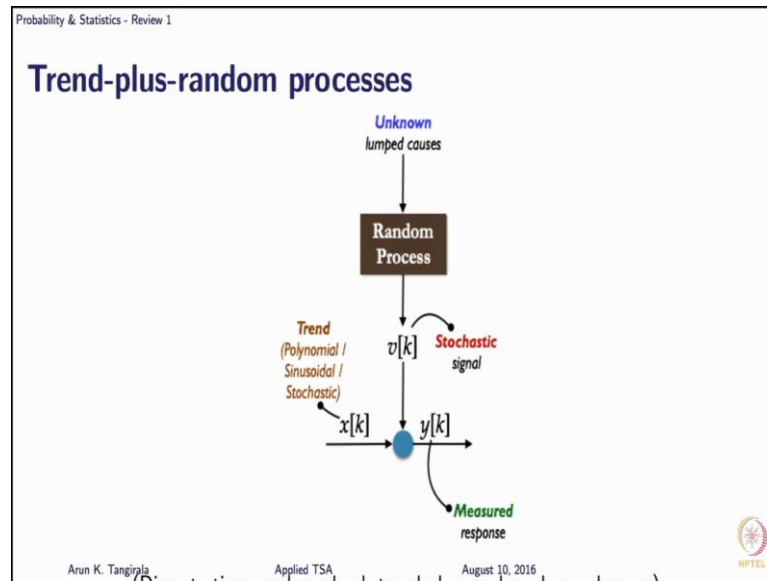 Probability & Statistics - Review 1
Trend-plus-random processes
Unknown
lumped causes
Random
Process
Trend
(Polynomial /
Sinusoidal /
Stochastic)
v[k]
Stochastic
signal
x[k]
y[k]
Measured
response
Arun K. Tangirala
Applied TSA
August 10, 2016
NPTEL